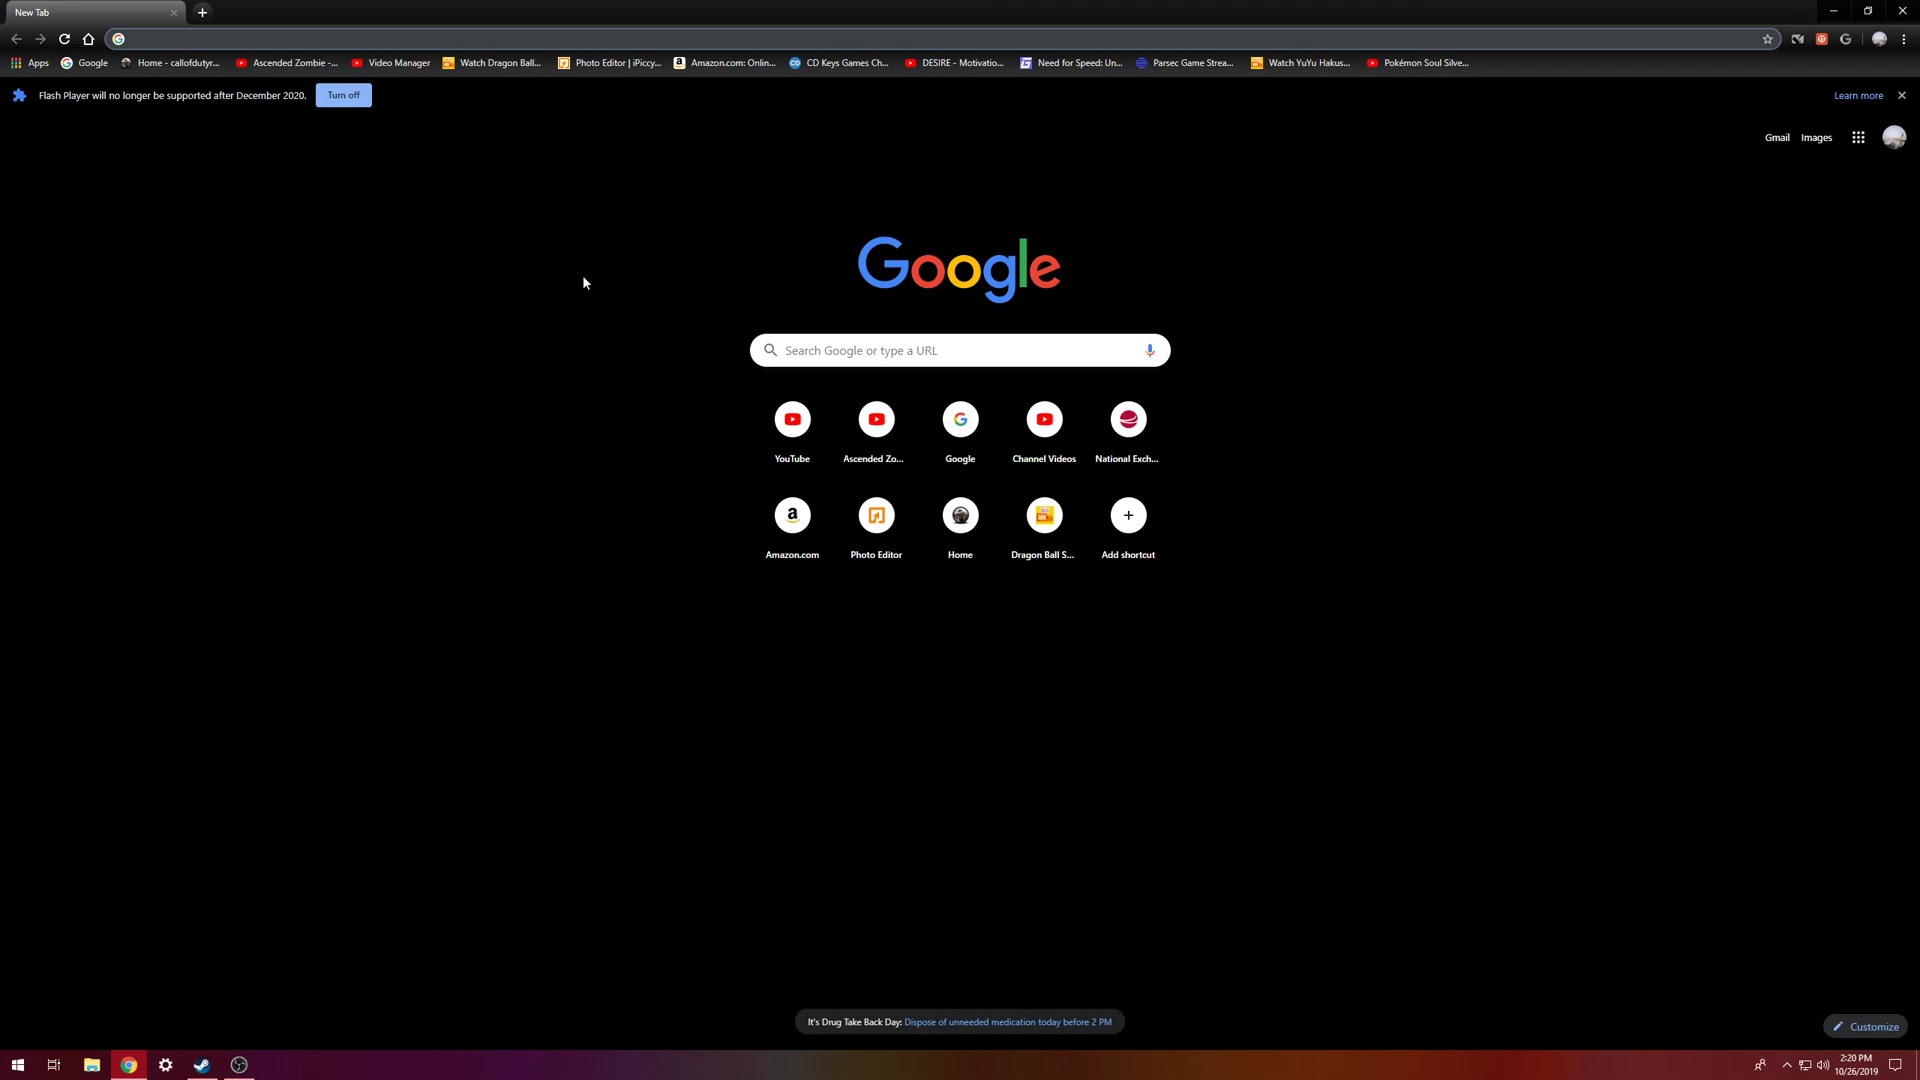 New Tab
Apps Google Home - callofdutyr... Ascended Zombie -... Video Manager Watch Dragon Ball... Photo Editor | iPiccy... Amazon.com: Onlin... CD Keys Games Ch... DESIRE - Motivatio... Need for Speed: Un... Parsec Game Strea... Watch YuYu Hakus... Pokémon Soul Silve...
Flash Player will no longer be supported after December 2020. Turn off Learn more
Gmail Images
Google
Search Google or type a URL
YouTube Ascended Zo... Google Channel Videos National Exch...
Amazon.com Photo Editor Home Dragon Ball S... Add shortcut
It's Drug Take Back Day: Dispose of unneeded medication today before 2 PM
Customize
2:20 PM
10/26/2019